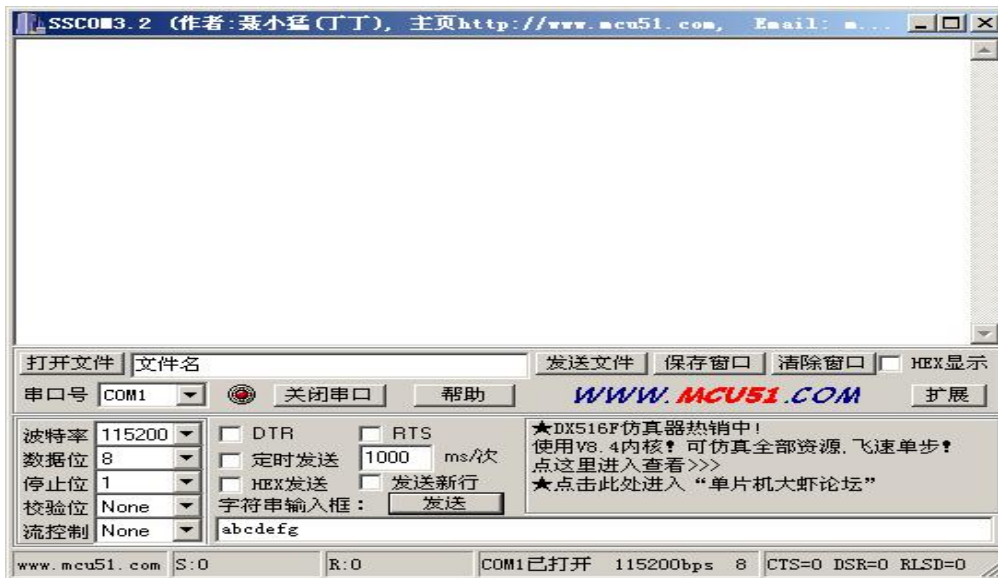 SSCOM3.2 (作者:聂小猛(丁丁), 主页http://www.mcu51.com, Email: m...
打开文件 文件名 发送文件 保存窗口 清除窗口 HEX显示
串口号 COM1 关闭串口 帮助 WWW.MCU51.COM 扩展
波特率 115200 DTR RTS
数据位 8 定时发送 1000 ms/次
停止位 1 HEX发送 发送新行
校验位 None 字符串输入框: 发送
流控制 None abcdefg
★DX516F仿真器热销中!
使用V8.4内核! 可仿真全部资源,飞速单步!
点这里进入查看>>>
★点击此处进入“单片机大虾论坛”
www.mcu51.com S:0 R:0 COM1已打开 115200bps 8 CTS=0 DSR=0 RLSD=0